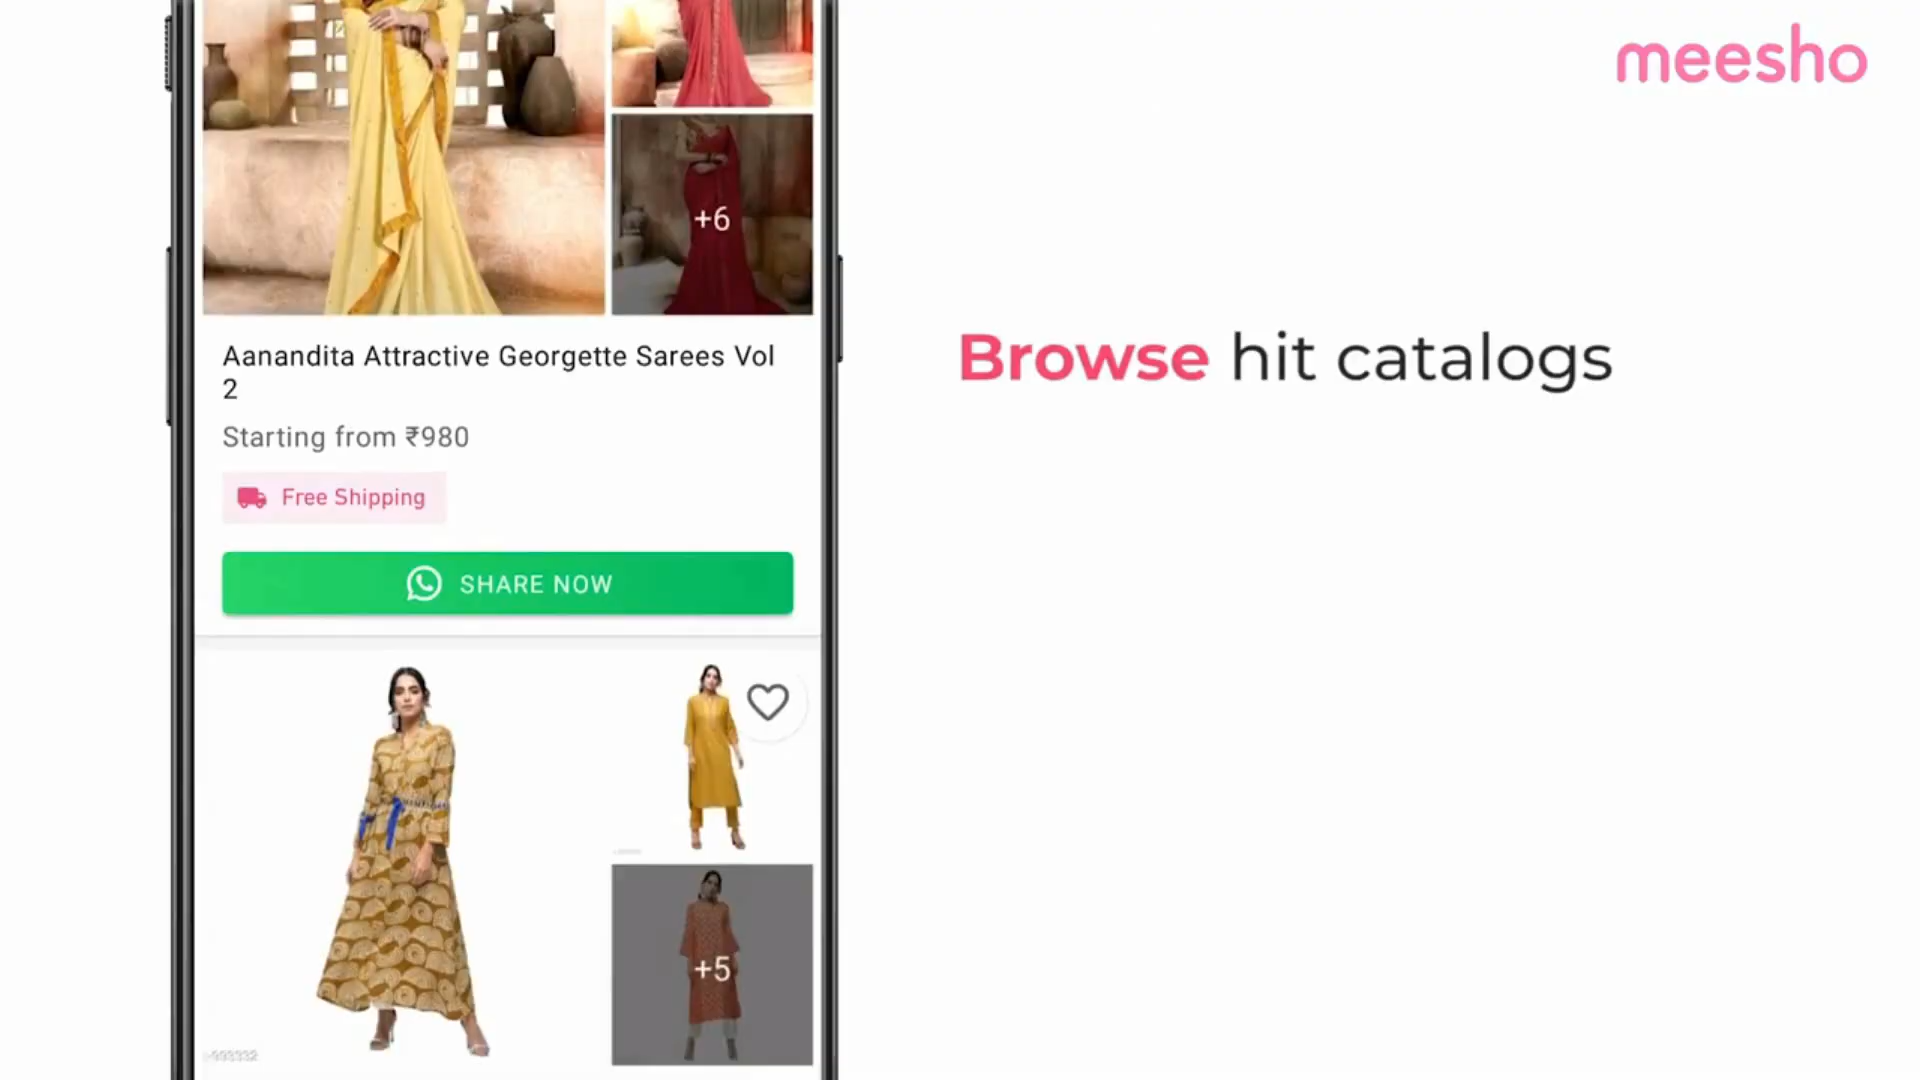 meesho
+6
Aanandita Attractive Georgette Sarees Vol
2
Starting from ₹980
Free Shipping
SHARE NOW
Browse hit catalogs
+5
-993332